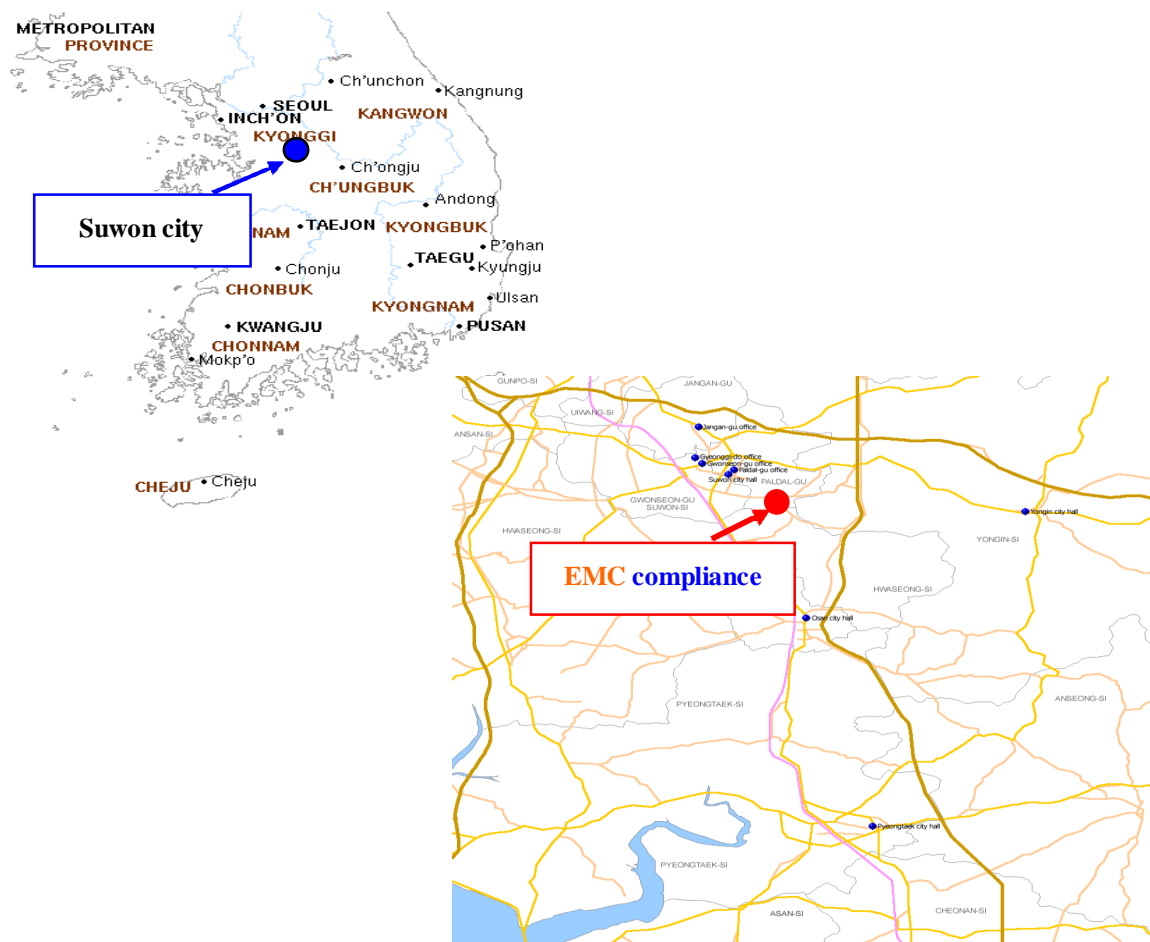 METROPOLITAN
PROVINCE
Ch'unchon
Kangnung
SEOUL
KANGWON
INCH'ON
KYONGGI
Ch'ongju
CH'UNGBUK
Andong
Suwon city
NAM
TAEJON
KYONGBUK
P'ohan
TAEGU
Kyungju
Chonju
CHONBUK
Ulsan
KYONGNAM
KWANGJU
PUSAN
CHONNAM
Mokp'o
CHEJU
Cheju
GUNPO-SI
JANGAN-GU
UIWANG-SI
Jangan-gu office
ANSAN-SI
Gyeonggi-do office
Gwonseon-gu office
Paldal-gu office
Suwon city hall
PALDAL-GU
GWONSEON-GU
SUWON-SI
Yongin city hall
HWASEONG-SI
YONGIN-SI
EMC compliance
HWASEONG-SI
Osan city hall
ANSEONG-SI
PYEONGTAEK-SI
Pyeongtaek city hall
PYEONGTAEK-SI
ASAN-SI
CHEONAN-SI